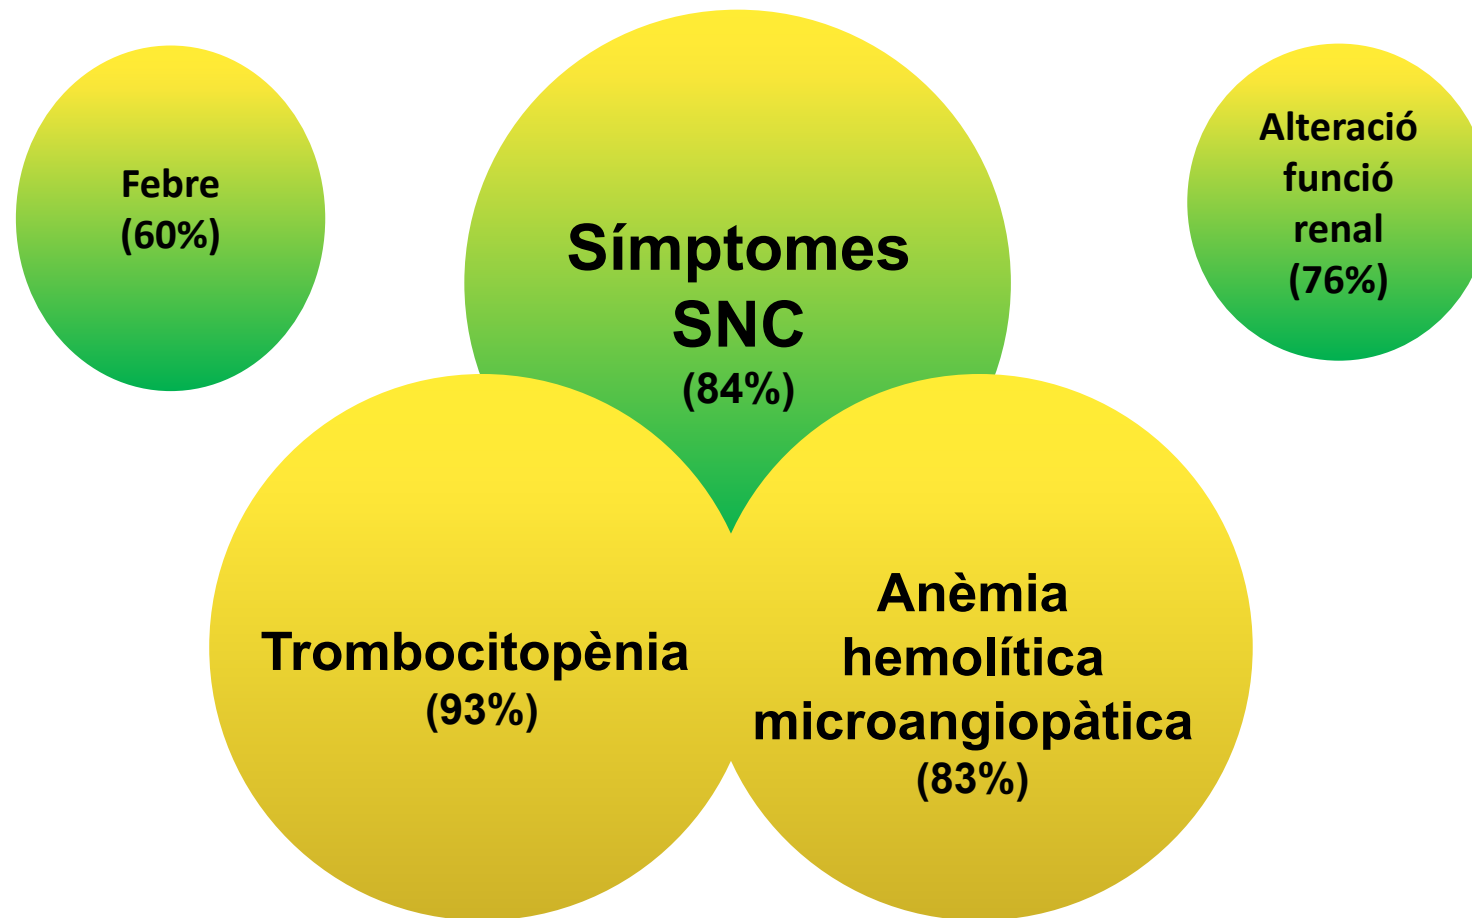 Febre
(60%)
Símptomes
SNC
(84%)
Alteració
funció
renal
(76%)
Trombocitopènia
(93%)
Anèmia
hemolítica
microangiopàtica
(83%)